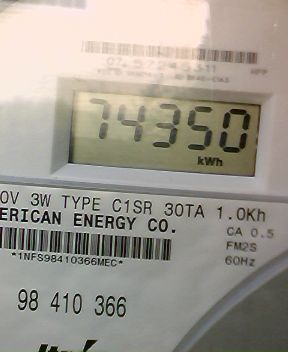 74350
kWh
0V 3W TYPE C1SR 30TA 1.0Kh
ERICAN ENERGY CO.
CA 0.5
FM2S
*1NFS98410366MEC*
60Hz
98 410 366